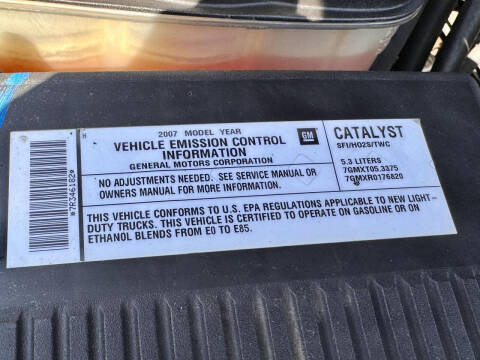 H
2007 MODEL YEAR
VEHICLE EMISSION CONTROL
INFORMATION
GENERAL MOTORS CORPORATION
GM
CATALYST
SFI/HO2S/TWC
NO ADJUSTMENTS NEEDED. SEE SERVICE MANUAL OR
OWNERS MANUAL FOR MORE INFORMATION.
5.3 LITERS
7GMXT05.3375
7GMXR0176820
THIS VEHICLE CONFORMS TO U.S. EPA REGULATIONS APPLICABLE TO NEW LIGHT-
DUTY TRUCKS. THIS VEHICLE IS CERTIFIED TO OPERATE ON GASOLINE OR ON
ETHANOL BLENDS FROM E0 TO E85.
*7R346182*